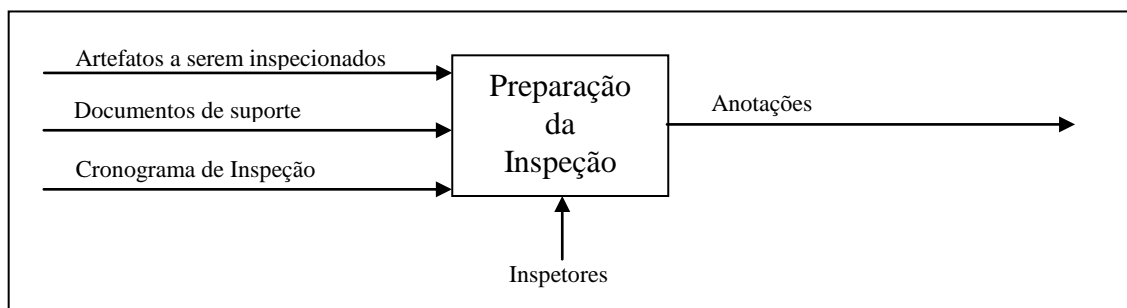 Artefatos a serem inspecionados
Documentos de suporte
Cronograma de Inspeção
Preparação
da
Inspeção
Anotações
Inspetores